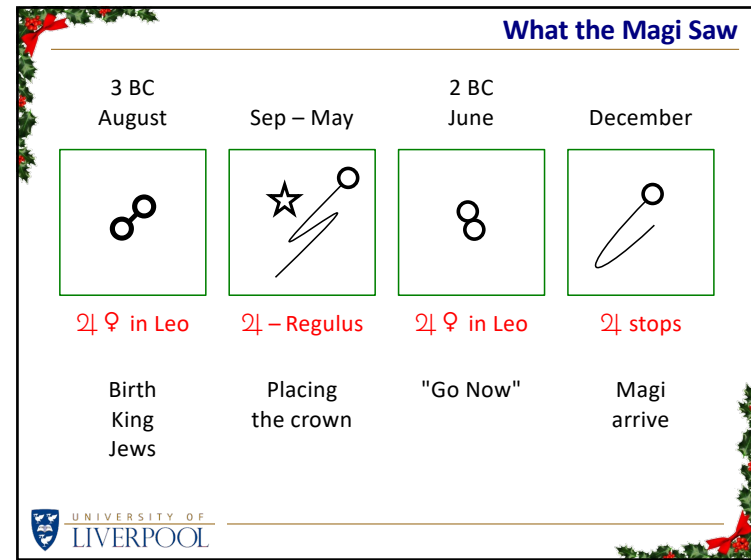 What the Magi Saw
3 BC
August
Sep – May
2 BC
June
December
♃ ♀ in Leo
♃ – Regulus
♃ ♀ in Leo
♃ stops
Birth
King
Jews
Placing
the crown
"Go Now"
Magi
arrive
UNIVERSITY OF
LIVERPOOL